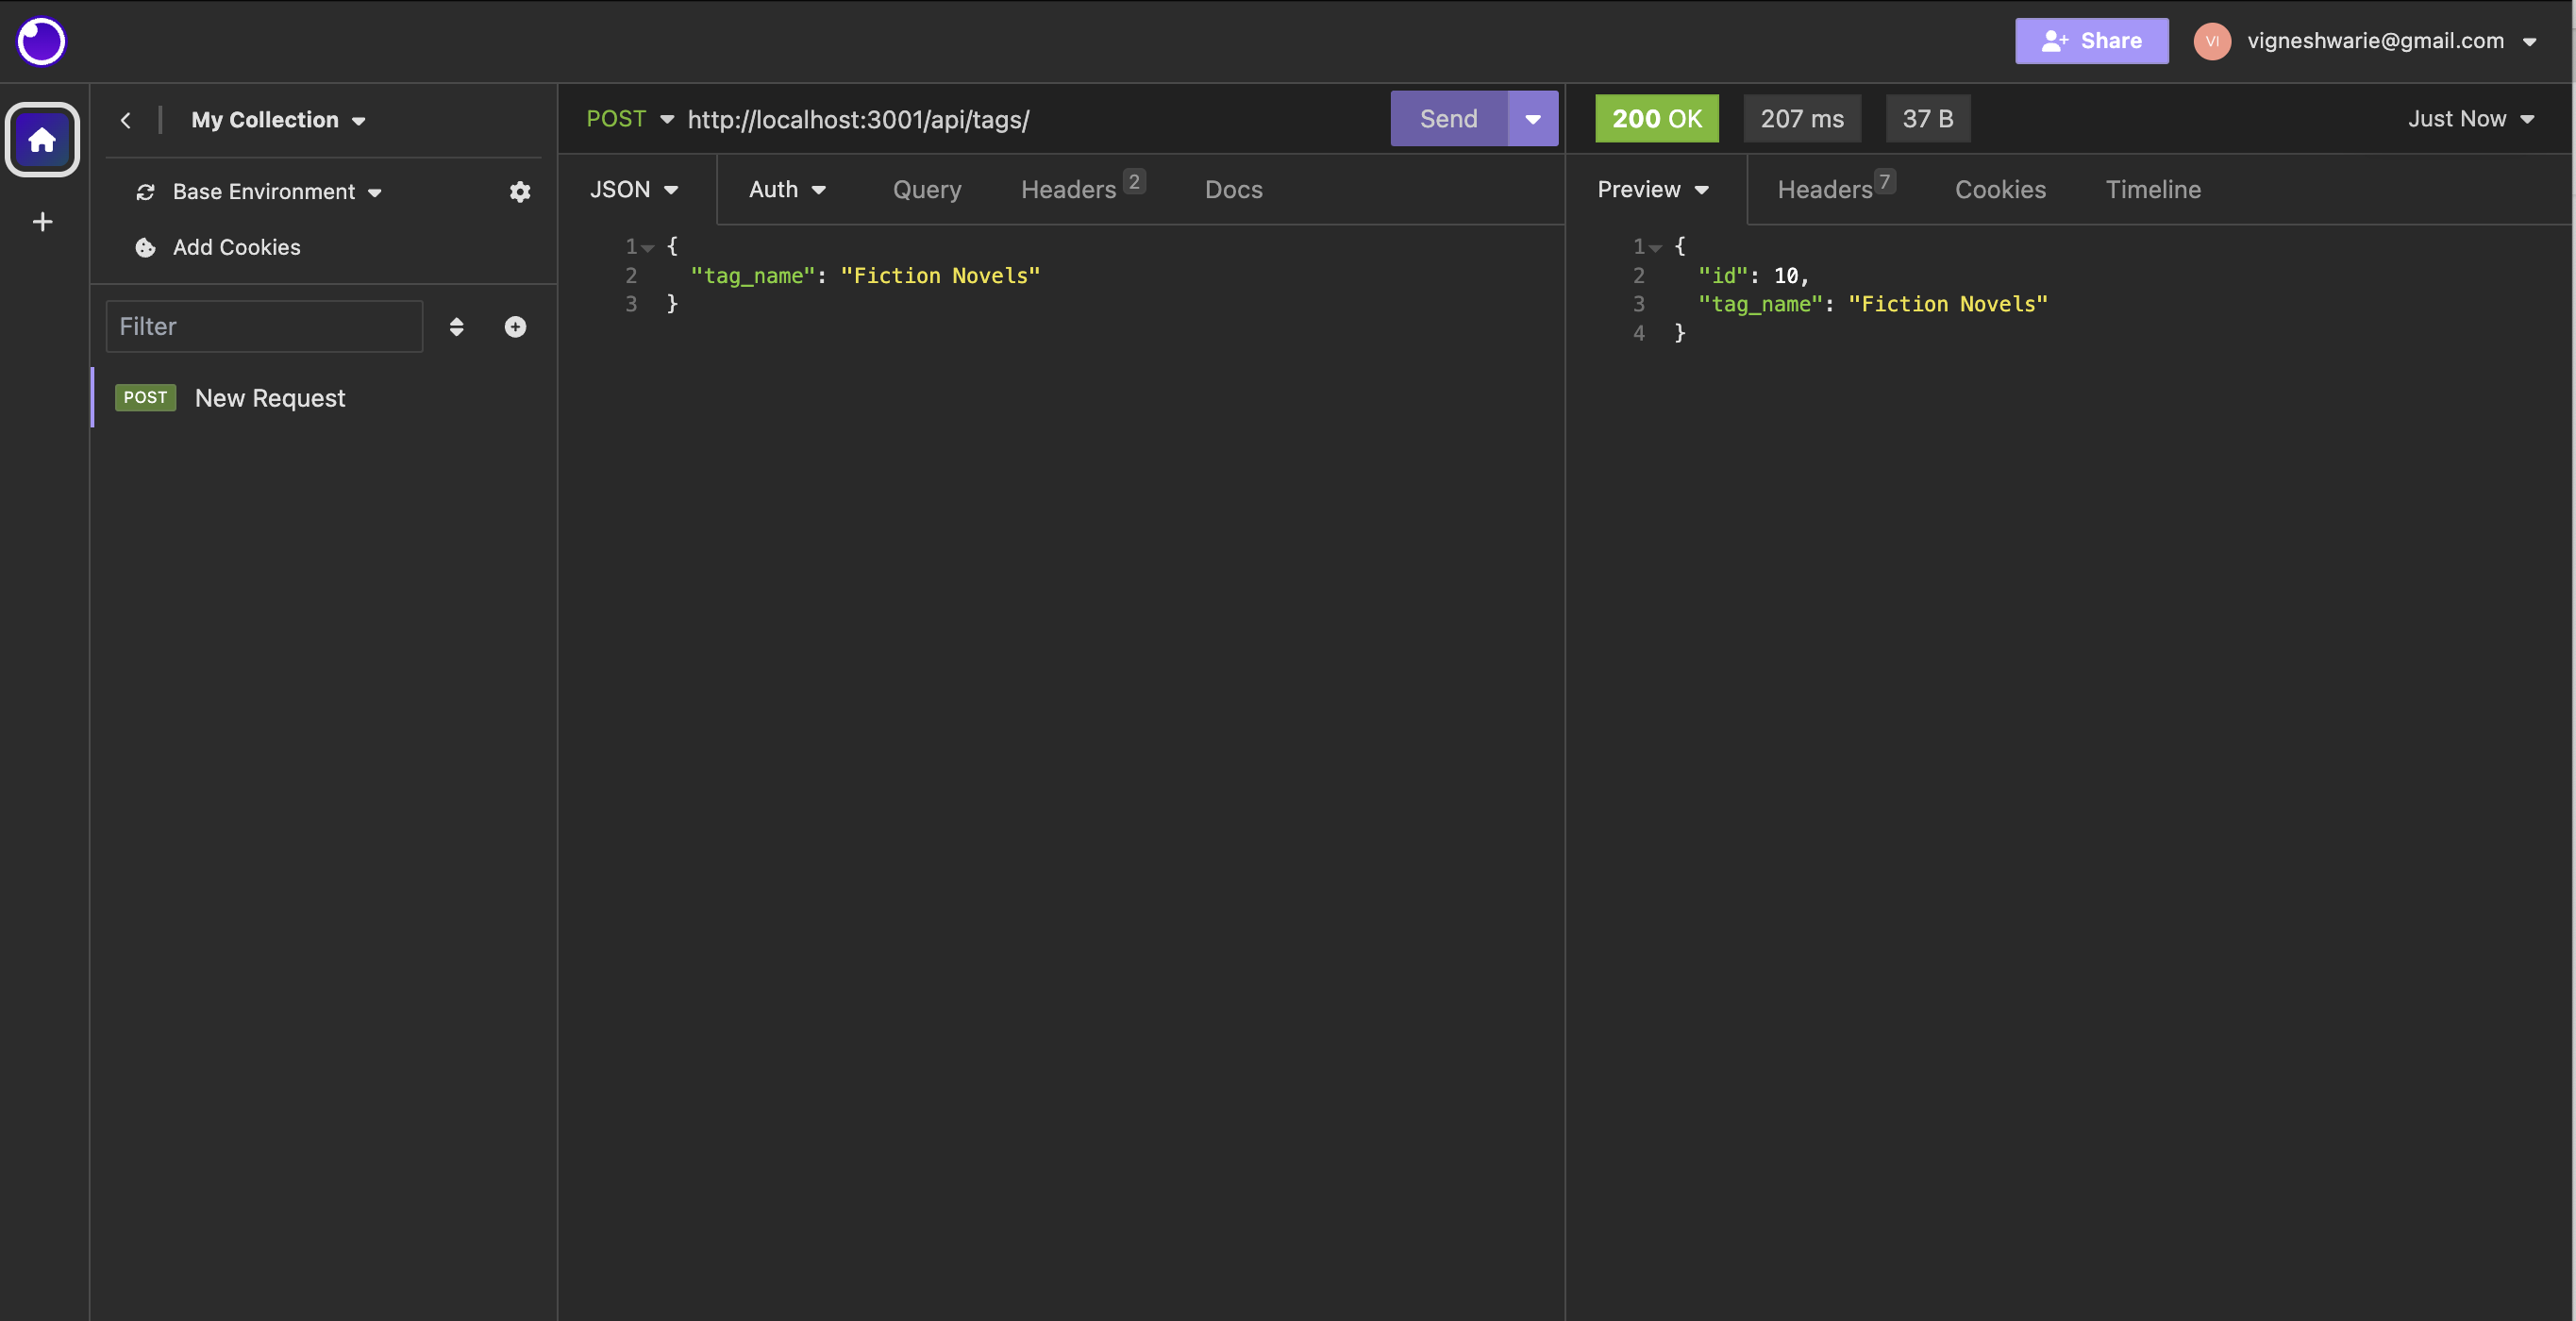 Share
VI
vigneshwarie@gmail.com
My Collection
Base Environment
Add Cookies
Filter
POST New Request
POST http://localhost:3001/api/tags/ Send
JSON Auth Query Headers 2 Docs
1 {
2 "tag_name": "Fiction Novels"
3 }
200 OK 207 ms 37 B Just Now
Preview Headers 7 Cookies Timeline
1 {
2 "id": 10,
3 "tag_name": "Fiction Novels"
4 }